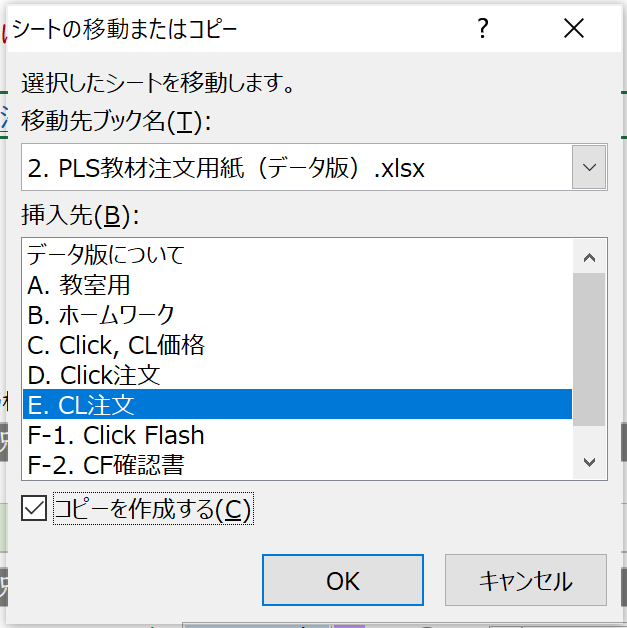 シートの移動またはコピー ?
選択したシートを移動します。
移動先ブック名(T):
2. PLS教材注文用紙（データ版）.xlsx
挿入先(B):
データ版について
A. 教室用
B. ホームワーク
C. Click, CL価格
D. Click注文
E. CL注文
F-1. Click Flash
F-2. CF確認書
コピーを作成する(C)
OK キャンセル